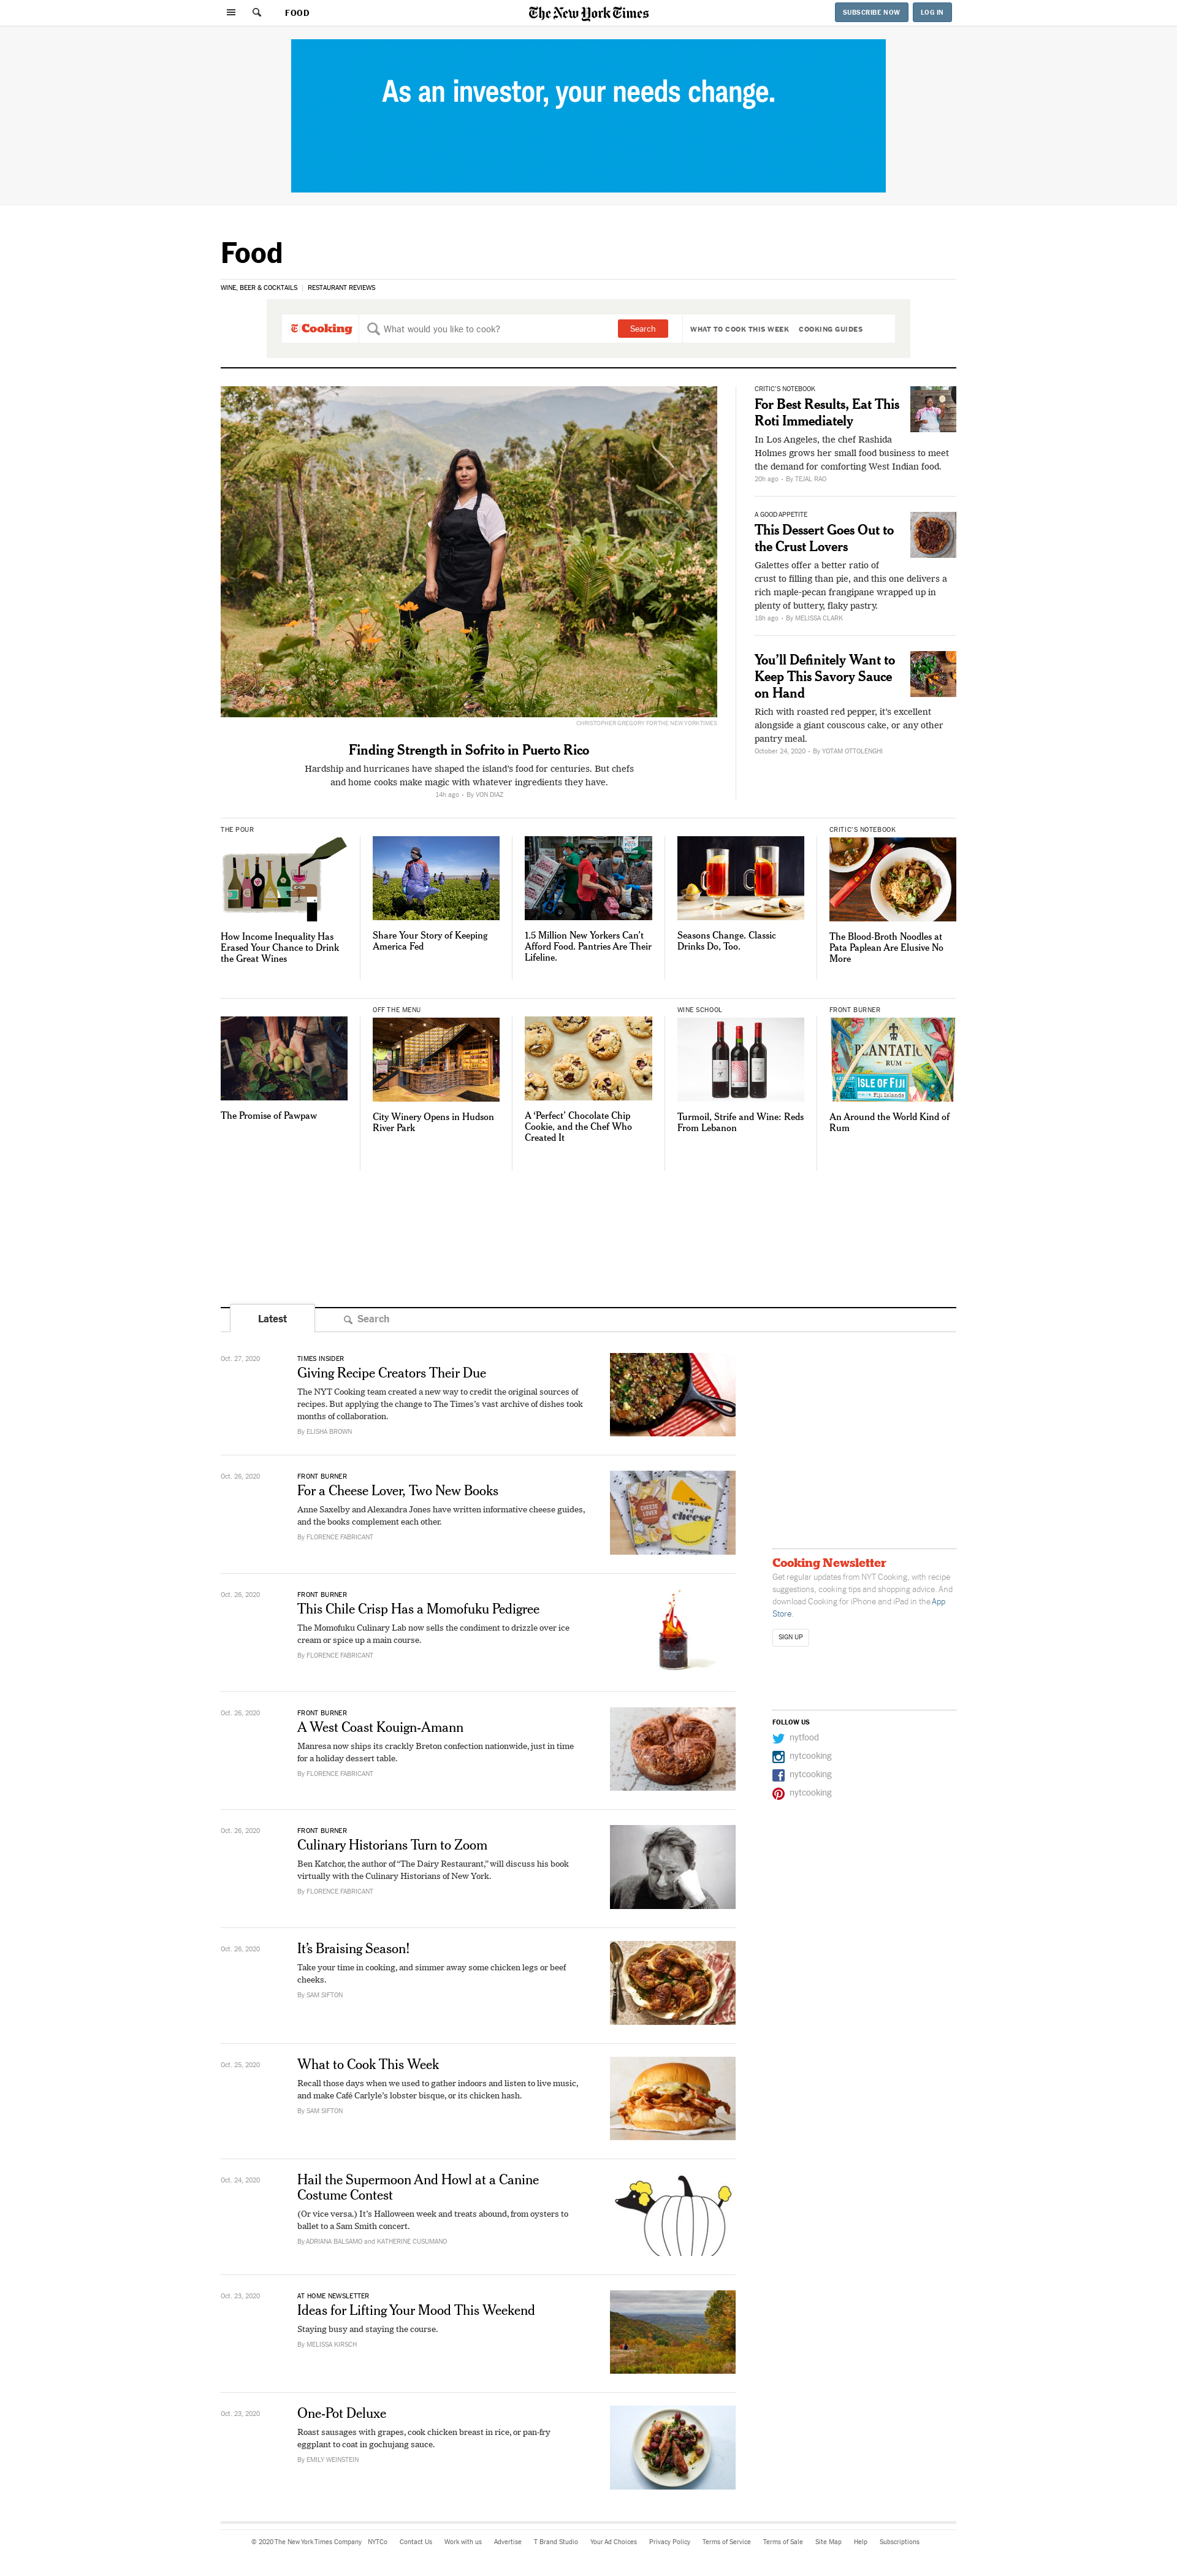 FOOD
The New York Times
SUBSCRIBE NOW
LOG IN
As an investor, your needs change.
Food
WINE, BEER & COCKTAILS
RESTAURANT REVIEWS
T Cooking
What would you like to cook?
Search
WHAT TO COOK THIS WEEK
COOKING GUIDES
CHRISTOPHER GREGORY FOR THE NEW YORK TIMES
Finding Strength in Sofrito in Puerto Rico
Hardship and hurricanes have shaped the island's food for centuries. But chefs
and home cooks make magic with whatever ingredients they have.
14h ago • By VON DIAZ
CRITIC'S NOTEBOOK
For Best Results, Eat This
Roti Immediately
In Los Angeles, the chef Rashida
Holmes grows her small food business to meet
the demand for comforting West Indian food.
20h ago • By TEJAL RAO
A GOOD APPETITE
This Dessert Goes Out to
the Crust Lovers
Galettes offer a better ratio of
crust to filling than pie, and this one delivers a
rich maple-pecan frangipane wrapped up in
plenty of buttery, flaky pastry.
18h ago • By MELISSA CLARK
You'll Definitely Want to
Keep This Savory Sauce
on Hand
Rich with roasted red pepper, it's excellent
alongside a giant couscous cake, or any other
pantry meal.
October 24, 2020 • By YOTAM OTTOLENGHI
THE POUR
How Income Inequality Has
Erased Your Chance to Drink
the Great Wines
Share Your Story of Keeping
America Fed
1.5 Million New Yorkers Can't
Afford Food. Pantries Are Their
Lifeline.
Seasons Change. Classic
Drinks Do, Too.
CRITIC'S NOTEBOOK
The Blood-Broth Noodles at
Pata Paplean Are Elusive No
More
The Promise of Pawpaw
OFF THE MENU
City Winery Opens in Hudson
River Park
A 'Perfect' Chocolate Chip
Cookie, and the Chef Who
Created It
WINE SCHOOL
Turmoil, Strife and Wine: Reds
From Lebanon
FRONT BURNER
PLANTATION
RUM
ISLE OF FIJI
Fiji Islands
An Around the World Kind of
Rum
Latest
Search
Oct. 27, 2020
TIMES INSIDER
Giving Recipe Creators Their Due
The NYT Cooking team created a new way to credit the original sources of
recipes. But applying the change to The Times's vast archive of dishes took
months of collaboration.
By ELISHA BROWN
Oct. 26, 2020
FRONT BURNER
For a Cheese Lover, Two New Books
Anne Saxelby and Alexandra Jones have written informative cheese guides,
and the books complement each other.
By FLORENCE FABRICANT
CHEESE
LOVER
of
cheese
Oct. 26, 2020
FRONT BURNER
This Chile Crisp Has a Momofuku Pedigree
The Momofuku Culinary Lab now sells the condiment to drizzle over ice
cream or spice up a main course.
By FLORENCE FABRICANT
Oct. 26, 2020
FRONT BURNER
A West Coast Kouign-Amann
Manresa now ships its crackly Breton confection nationwide, just in time
for a holiday dessert table.
By FLORENCE FABRICANT
Oct. 26, 2020
FRONT BURNER
Culinary Historians Turn to Zoom
Ben Katchor, the author of “The Dairy Restaurant,” will discuss his book
virtually with the Culinary Historians of New York.
By FLORENCE FABRICANT
Oct. 26, 2020
It's Braising Season!
Take your time in cooking, and simmer away some chicken legs or beef
cheeks.
By SAM SIFTON
Oct. 25, 2020
What to Cook This Week
Recall those days when we used to gather indoors and listen to live music,
and make Café Carlyle's lobster bisque, or its chicken hash.
By SAM SIFTON
Oct. 24, 2020
Hail the Supermoon And Howl at a Canine
Costume Contest
(Or vice versa.) It's Halloween week and treats abound, from oysters to
ballet to a Sam Smith concert.
By ADRIANA BALSAMO and KATHERINE CUSUMANO
Oct. 23, 2020
AT HOME NEWSLETTER
Ideas for Lifting Your Mood This Weekend
Staying busy and staying the course.
By MELISSA KIRSCH
Oct. 23, 2020
One-Pot Deluxe
Roast sausages with grapes, cook chicken breast in rice, or pan-fry
eggplant to coat in gochujang sauce.
By EMILY WEINSTEIN
Cooking Newsletter
Get regular updates from NYT Cooking, with recipe
suggestions, cooking tips and shopping advice. And
download Cooking for iPhone and iPad in the App
Store.
SIGN UP
FOLLOW US
nytfood
nytcooking
nytcooking
nytcooking
© 2020 The New York Times Company NYTCo Contact Us Work with us Advertise T Brand Studio Your Ad Choices Privacy Policy Terms of Service Terms of Sale Site Map Help Subscriptions